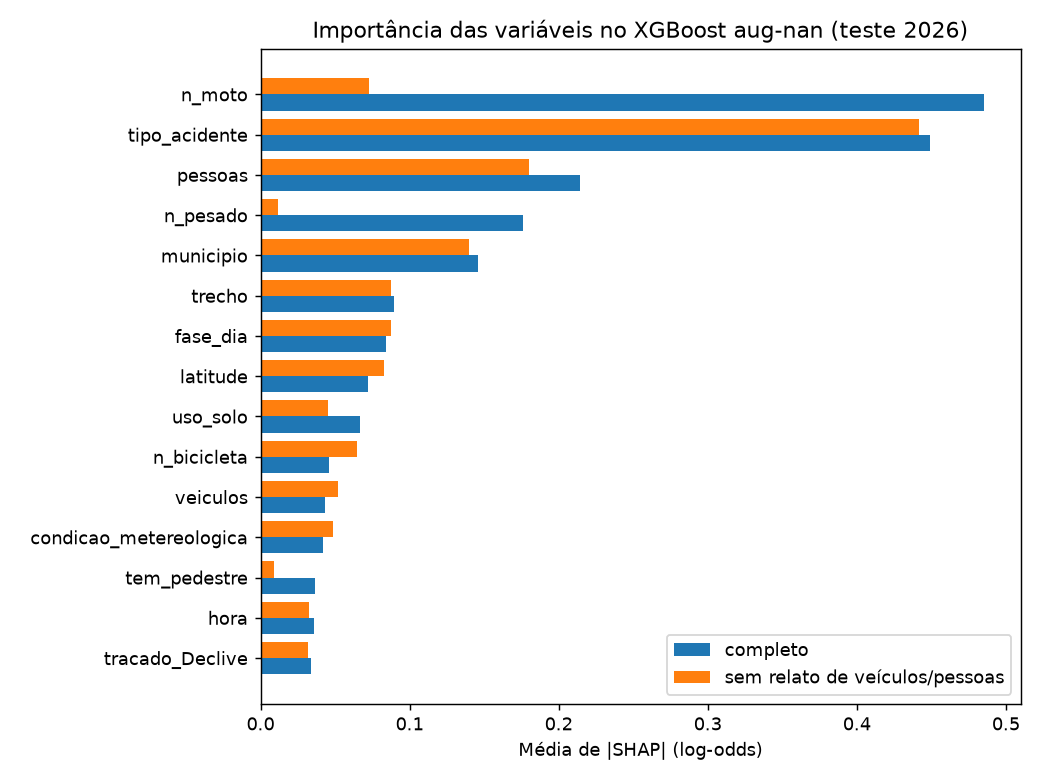 Importância das variáveis no XGBoost aug-nan (teste 2026)
n_moto
tipo_acidente
pessoas
n_pesado
municipio
trecho
fase_dia
latitude
uso_solo
n_bicicleta
veiculos
condicao_metereologica
tem_pedestre
hora
tracado_Declive
completo
sem relato de veículos/pessoas
0.0 0.1 0.2 0.3 0.4 0.5
Média de |SHAP| (log-odds)